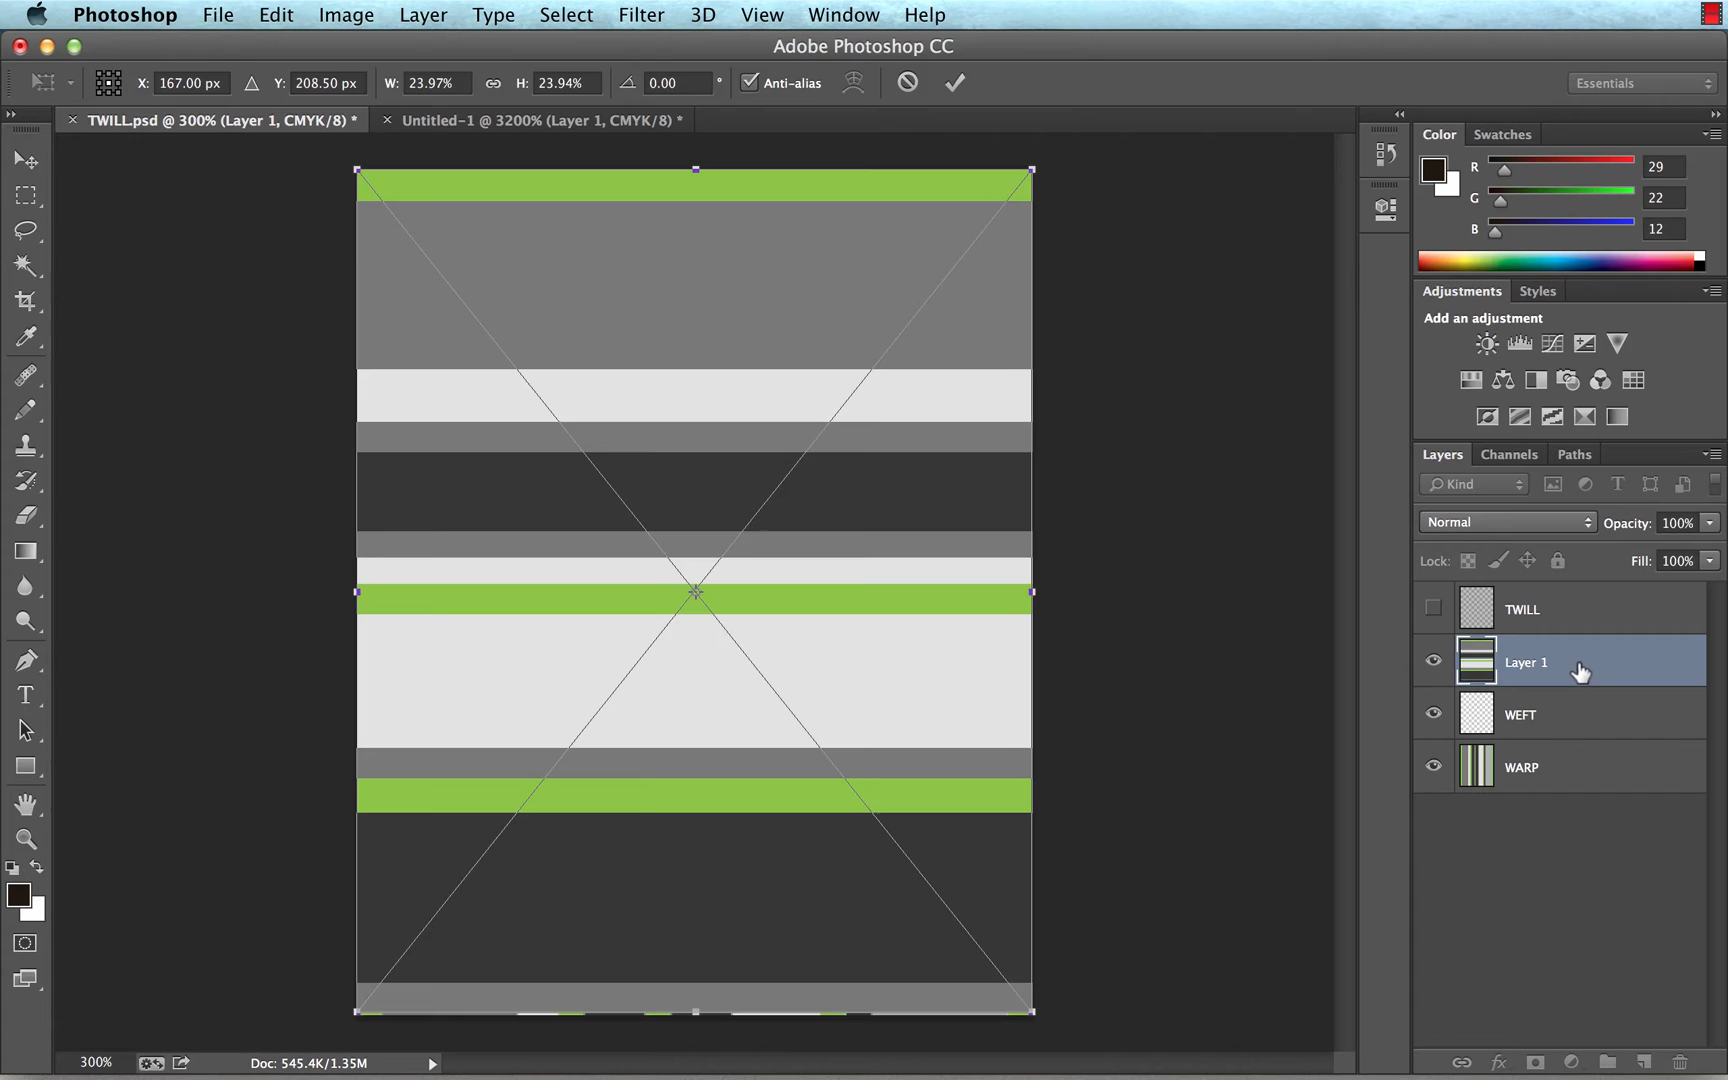 Photoshop File Edit Image Layer Type Select Filter 3D View Window Help
Adobe Photoshop CC
X: 167.00 px Y: 208.50 px W: 23.97% H: 23.94% 0.00 ° Anti-alias Essentials
TWILL.psd @ 300% (Layer 1, CMYK/8) * Untitled-1 @ 3200% (Layer 1, CMYK/8) *
Color Swatches
R 29
G 22
B 12
Adjustments Styles
Add an adjustment
Layers Channels Paths
Kind
Normal Opacity: 100%
Lock: Fill: 100%
TWILL
Layer 1
WEFT
WARP
300% Doc: 545.4K/1.35M